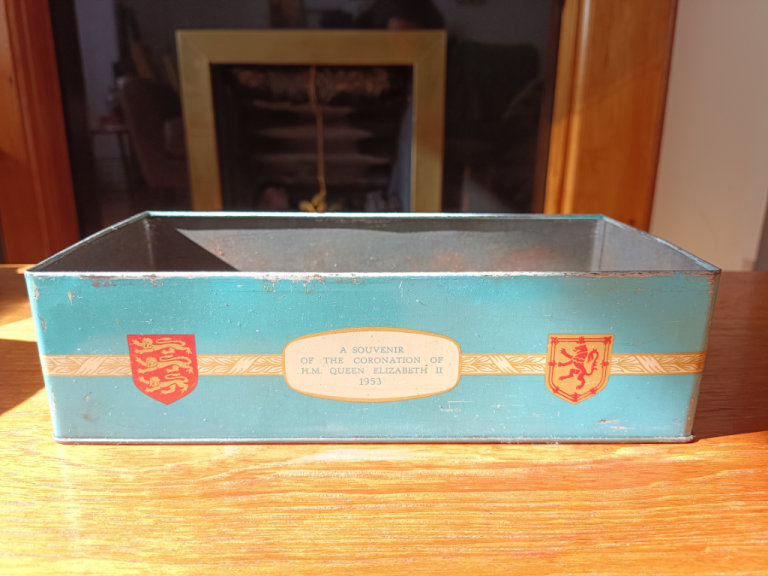 A SOUVENIR
OF THE CORONATION OF
H.M. QUEEN ELIZABETH II
1953